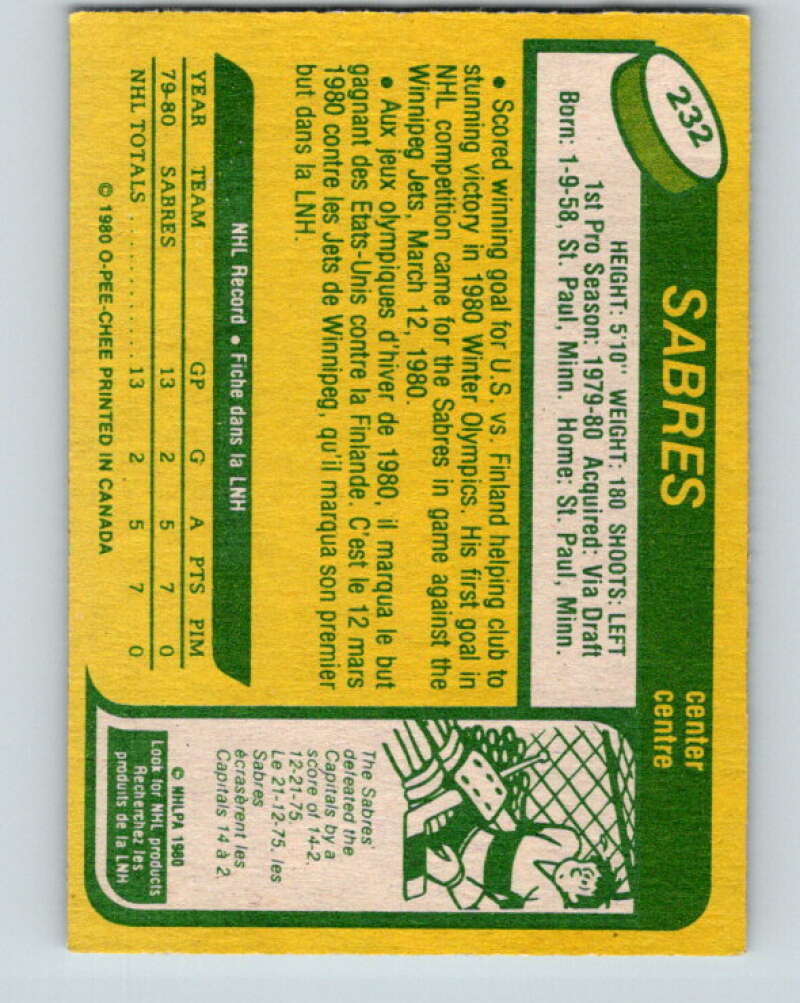 232
SABRES
center
centre
HEIGHT: 5'10" WEIGHT: 180 SHOOTS: LEFT
1st Pro Season: 1979-80 Acquired: Via Draft
Born: 1-9-58, St. Paul, Minn. Home: St. Paul, Minn.
• Scored winning goal for U.S. vs. Finland helping club to
stunning victory in 1980 Winter Olympics. His first goal in
NHL competition came for the Sabres in game against the
Winnipeg Jets, March 12, 1980.
• Aux jeux olympiques d'hiver de 1980, il marqua le but
gagnant des Etats-Unis contre la Finlande. C'est le 12 mars
1980 contre les Jets de Winnipeg, qu'il marqua son premier
but dans la LNH.
NHL Record • Fiche dans la LNH
YEAR TEAM GP G A PTS PIM
79-80 SABRES 13 2 5 7 0
NHL TOTALS .............. 13 2 5 7 0
© 1980 O-PEE-CHEE PRINTED IN CANADA
The Sabres'
defeated the
Capitals by a
score of 14-2,
12-21-75.
Le 21-12-75, les
Sabres
écrasèrent les
Capitals 14 à 2.
© NHLPA 1980
Look for NHL products
Recherchez les
produits de la LNH